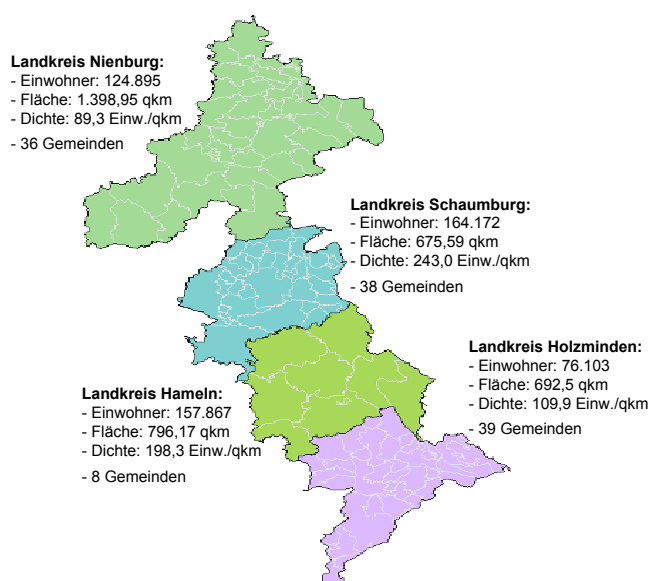 Landkreis Nienburg:
- Einwohner: 124.895
- Fläche: 1.398,95 qkm
- Dichte: 89,3 Einw./qkm
- 36 Gemeinden
Landkreis Schaumburg:
- Einwohner: 164.172
- Fläche: 675,59 qkm
- Dichte: 243,0 Einw./qkm
- 38 Gemeinden
Landkreis Holzminden:
- Einwohner: 76.103
- Fläche: 692,5 qkm
- Dichte: 109,9 Einw./qkm
- 39 Gemeinden
Landkreis Hameln:
- Einwohner: 157.867
- Fläche: 796,17 qkm
- Dichte: 198,3 Einw./qkm
- 8 Gemeinden